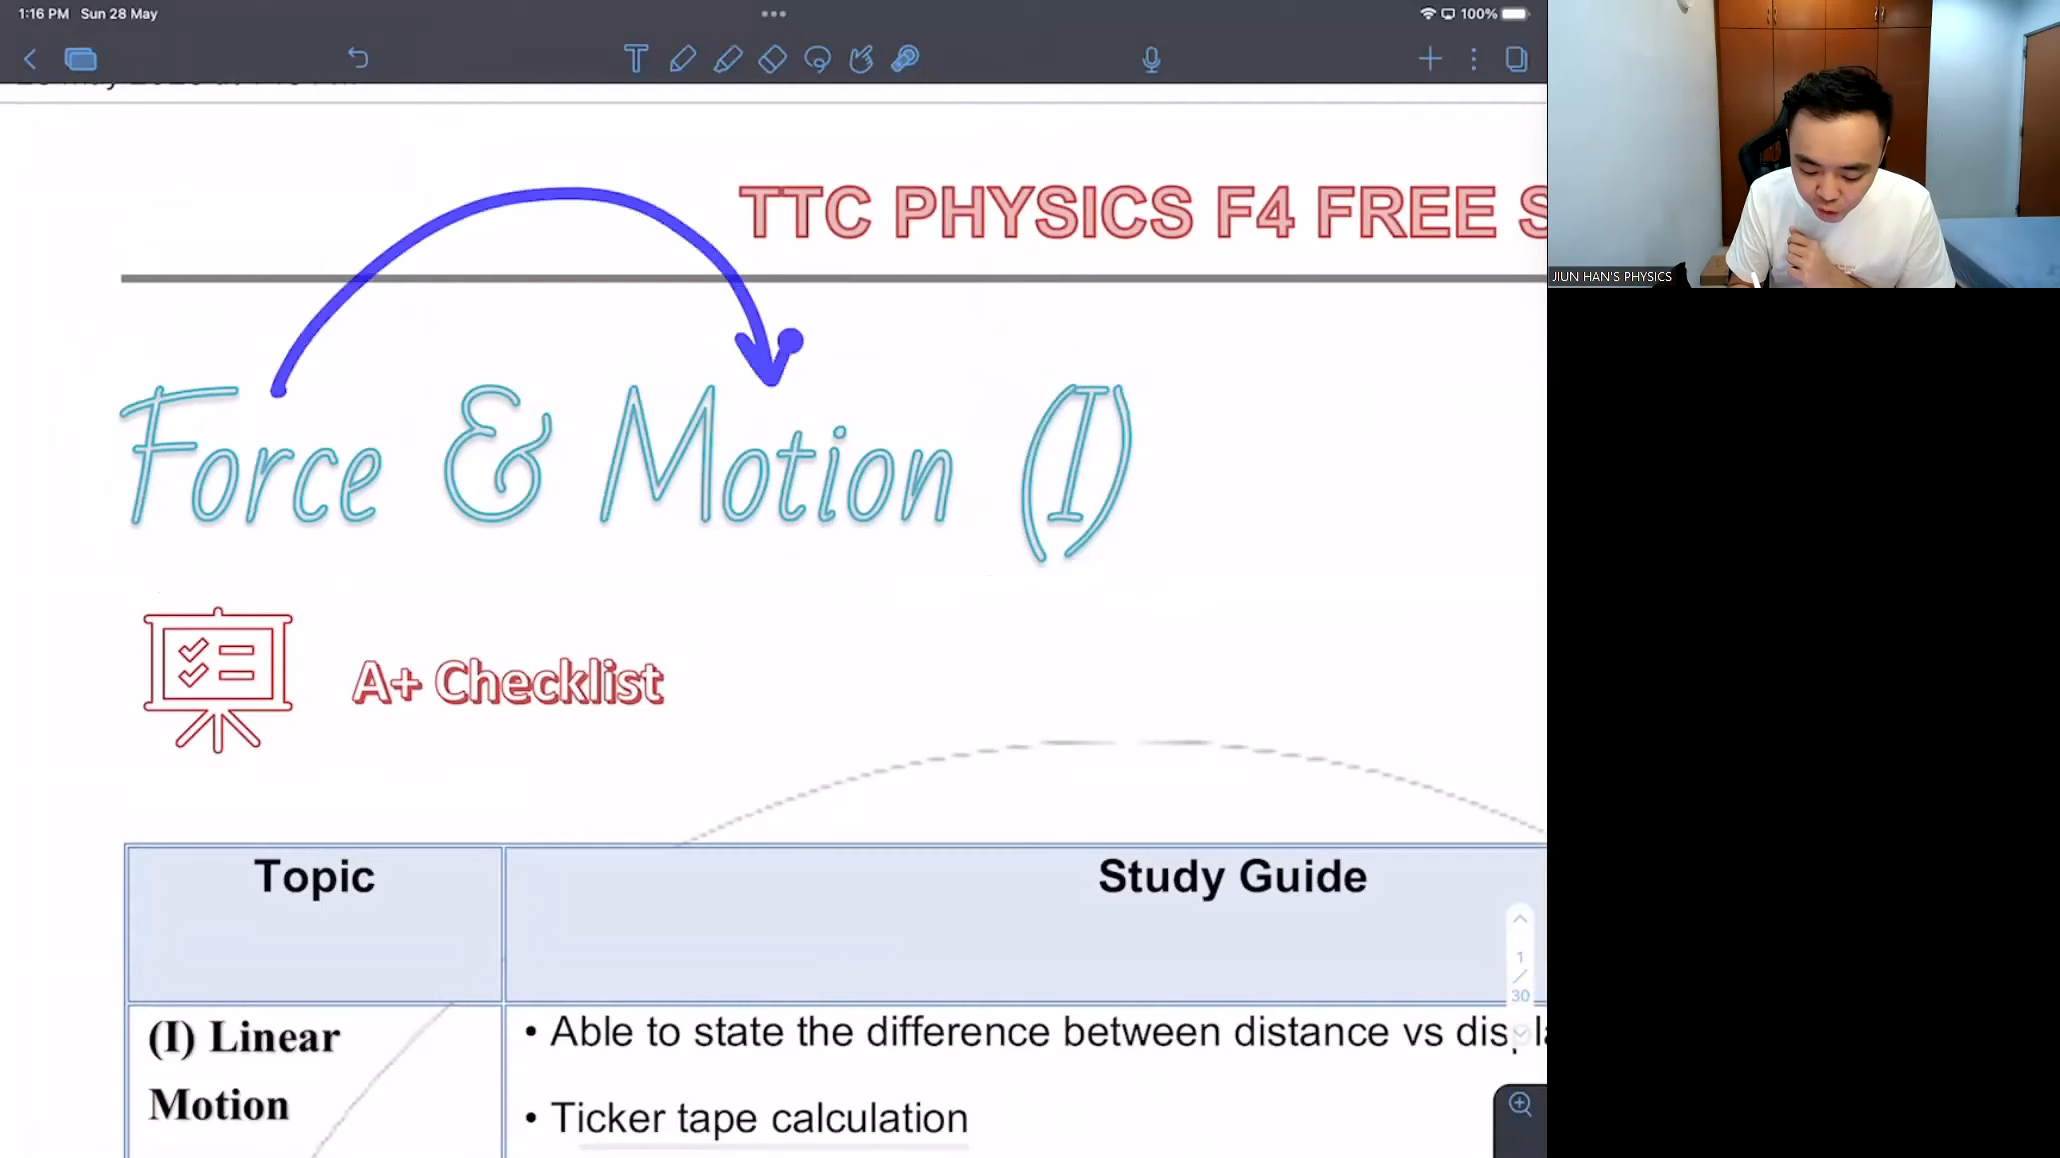 1:16 PM Sun 28 May
100%
TTC PHYSICS F4 FREE S
Force & Motion (I)
A+ Checklist
Topic
Study Guide
(I) Linear
Motion
• Able to state the difference between distance vs displa
• Ticker tape calculation
1
/
30
JIUN HAN'S PHYSICS